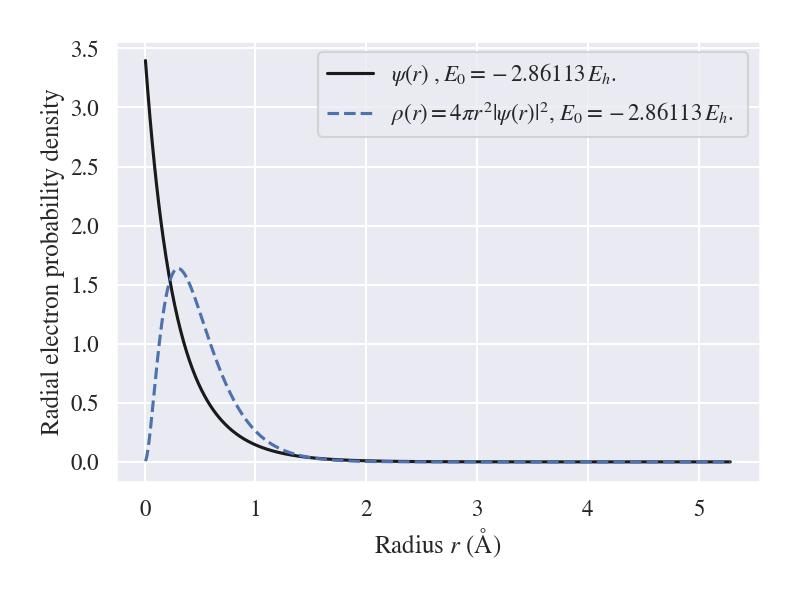 3.5
3.0
2.5
2.0
1.5
1.0
0.5
0.0
Radial electron probability density
ψ(r) , E₀ = −2.86113 Eₕ.
ρ(r) = 4πr²|ψ(r)|², E₀ = −2.86113 Eₕ.
0 1 2 3 4 5
Radius r (Å)